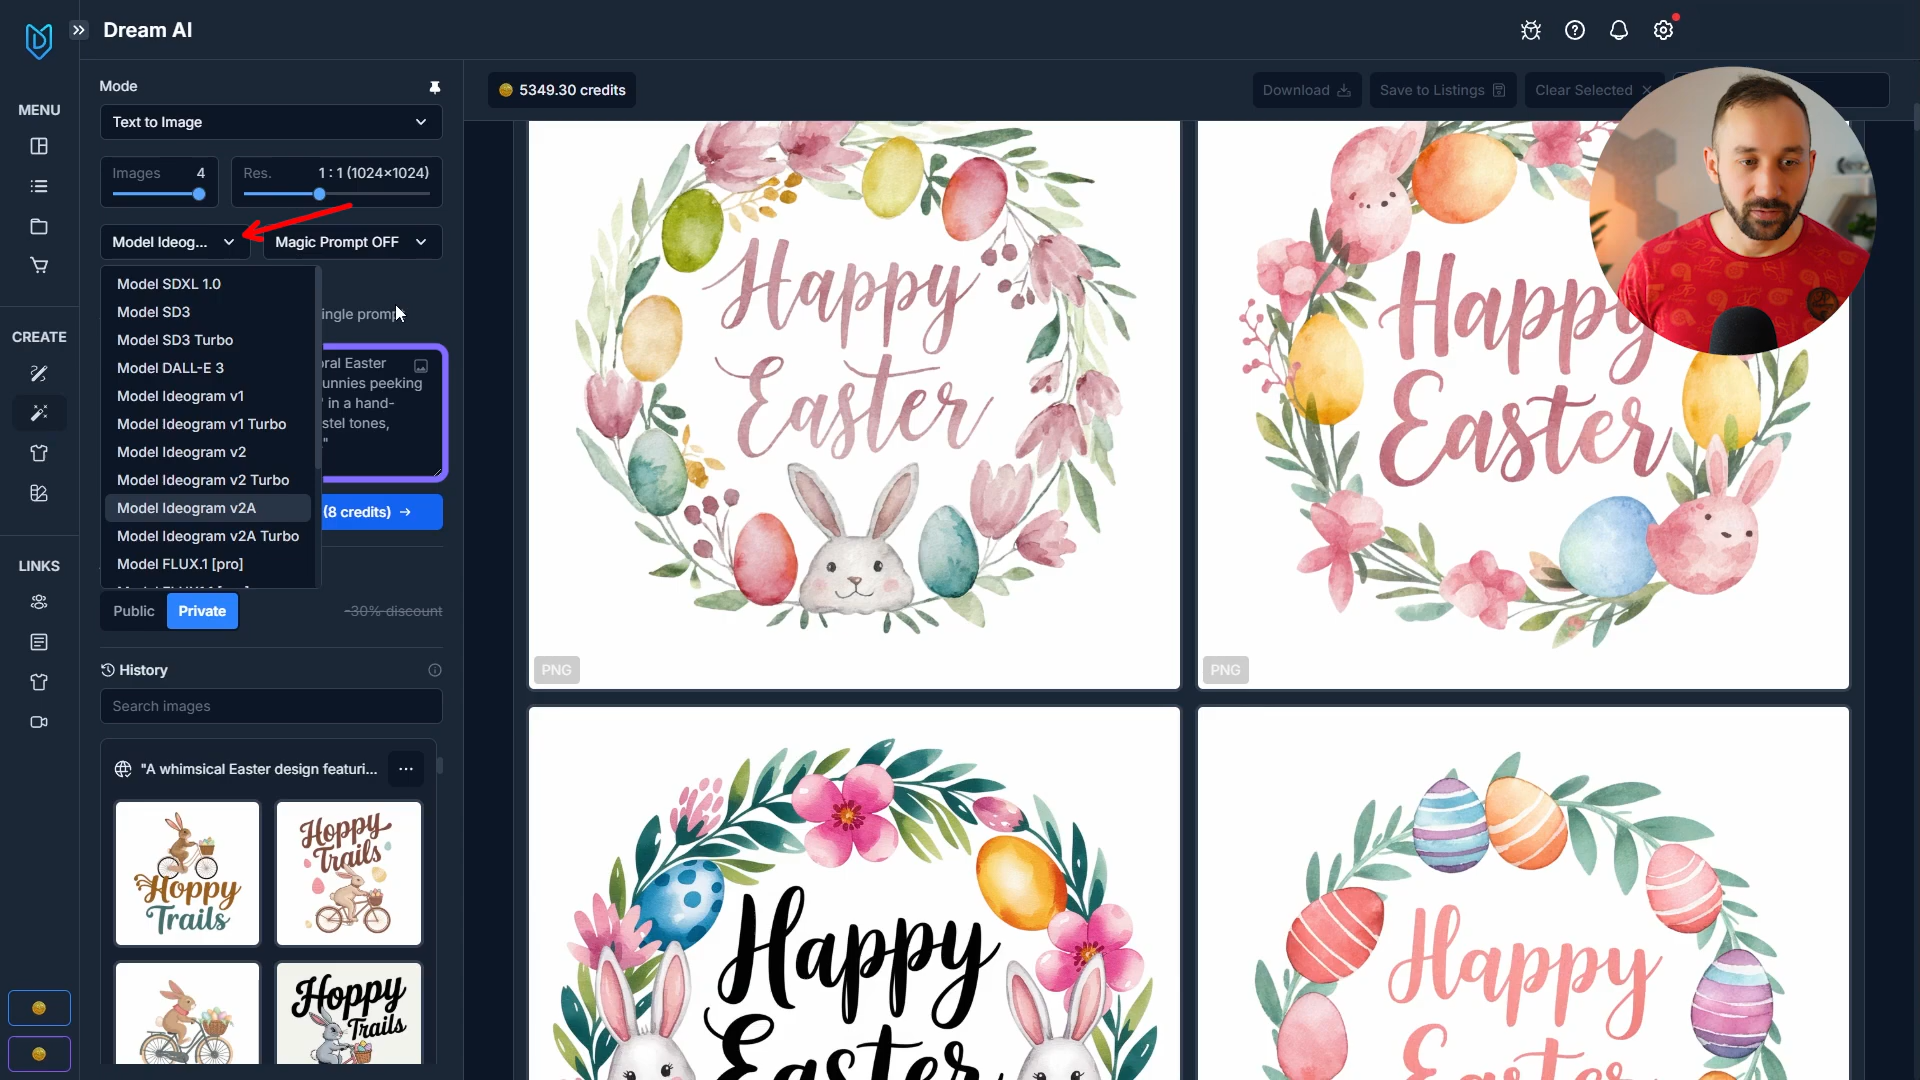 Dream AI
MENU
CREATE
LINKS
Mode
Text to Image
Images 4
Res. 1 : 1 (1024×1024)
Model Ideog...
Magic Prompt OFF
Model SDXL 1.0
Model SD3
Model SD3 Turbo
Model DALL-E 3
Model Ideogram v1
Model Ideogram v1 Turbo
Model Ideogram v2
Model Ideogram v2 Turbo
Model Ideogram v2A
Model Ideogram v2A Turbo
Model FLUX.1 [pro]
ingle promp
oral Easter
unnies peeking
' in a hand-
stel tones,
"
(8 credits) →
Public
Private
-30% discount
History
Search images
"A whimsical Easter design featuri...
Hoppy
Trails
Hoppy
Trails
Hoppy
Trails
5349.30 credits
Download
Save to Listings
Clear Selected ×
Happy
Easter
PNG
Happy
Easter
PNG
Happy
Easter
Happy